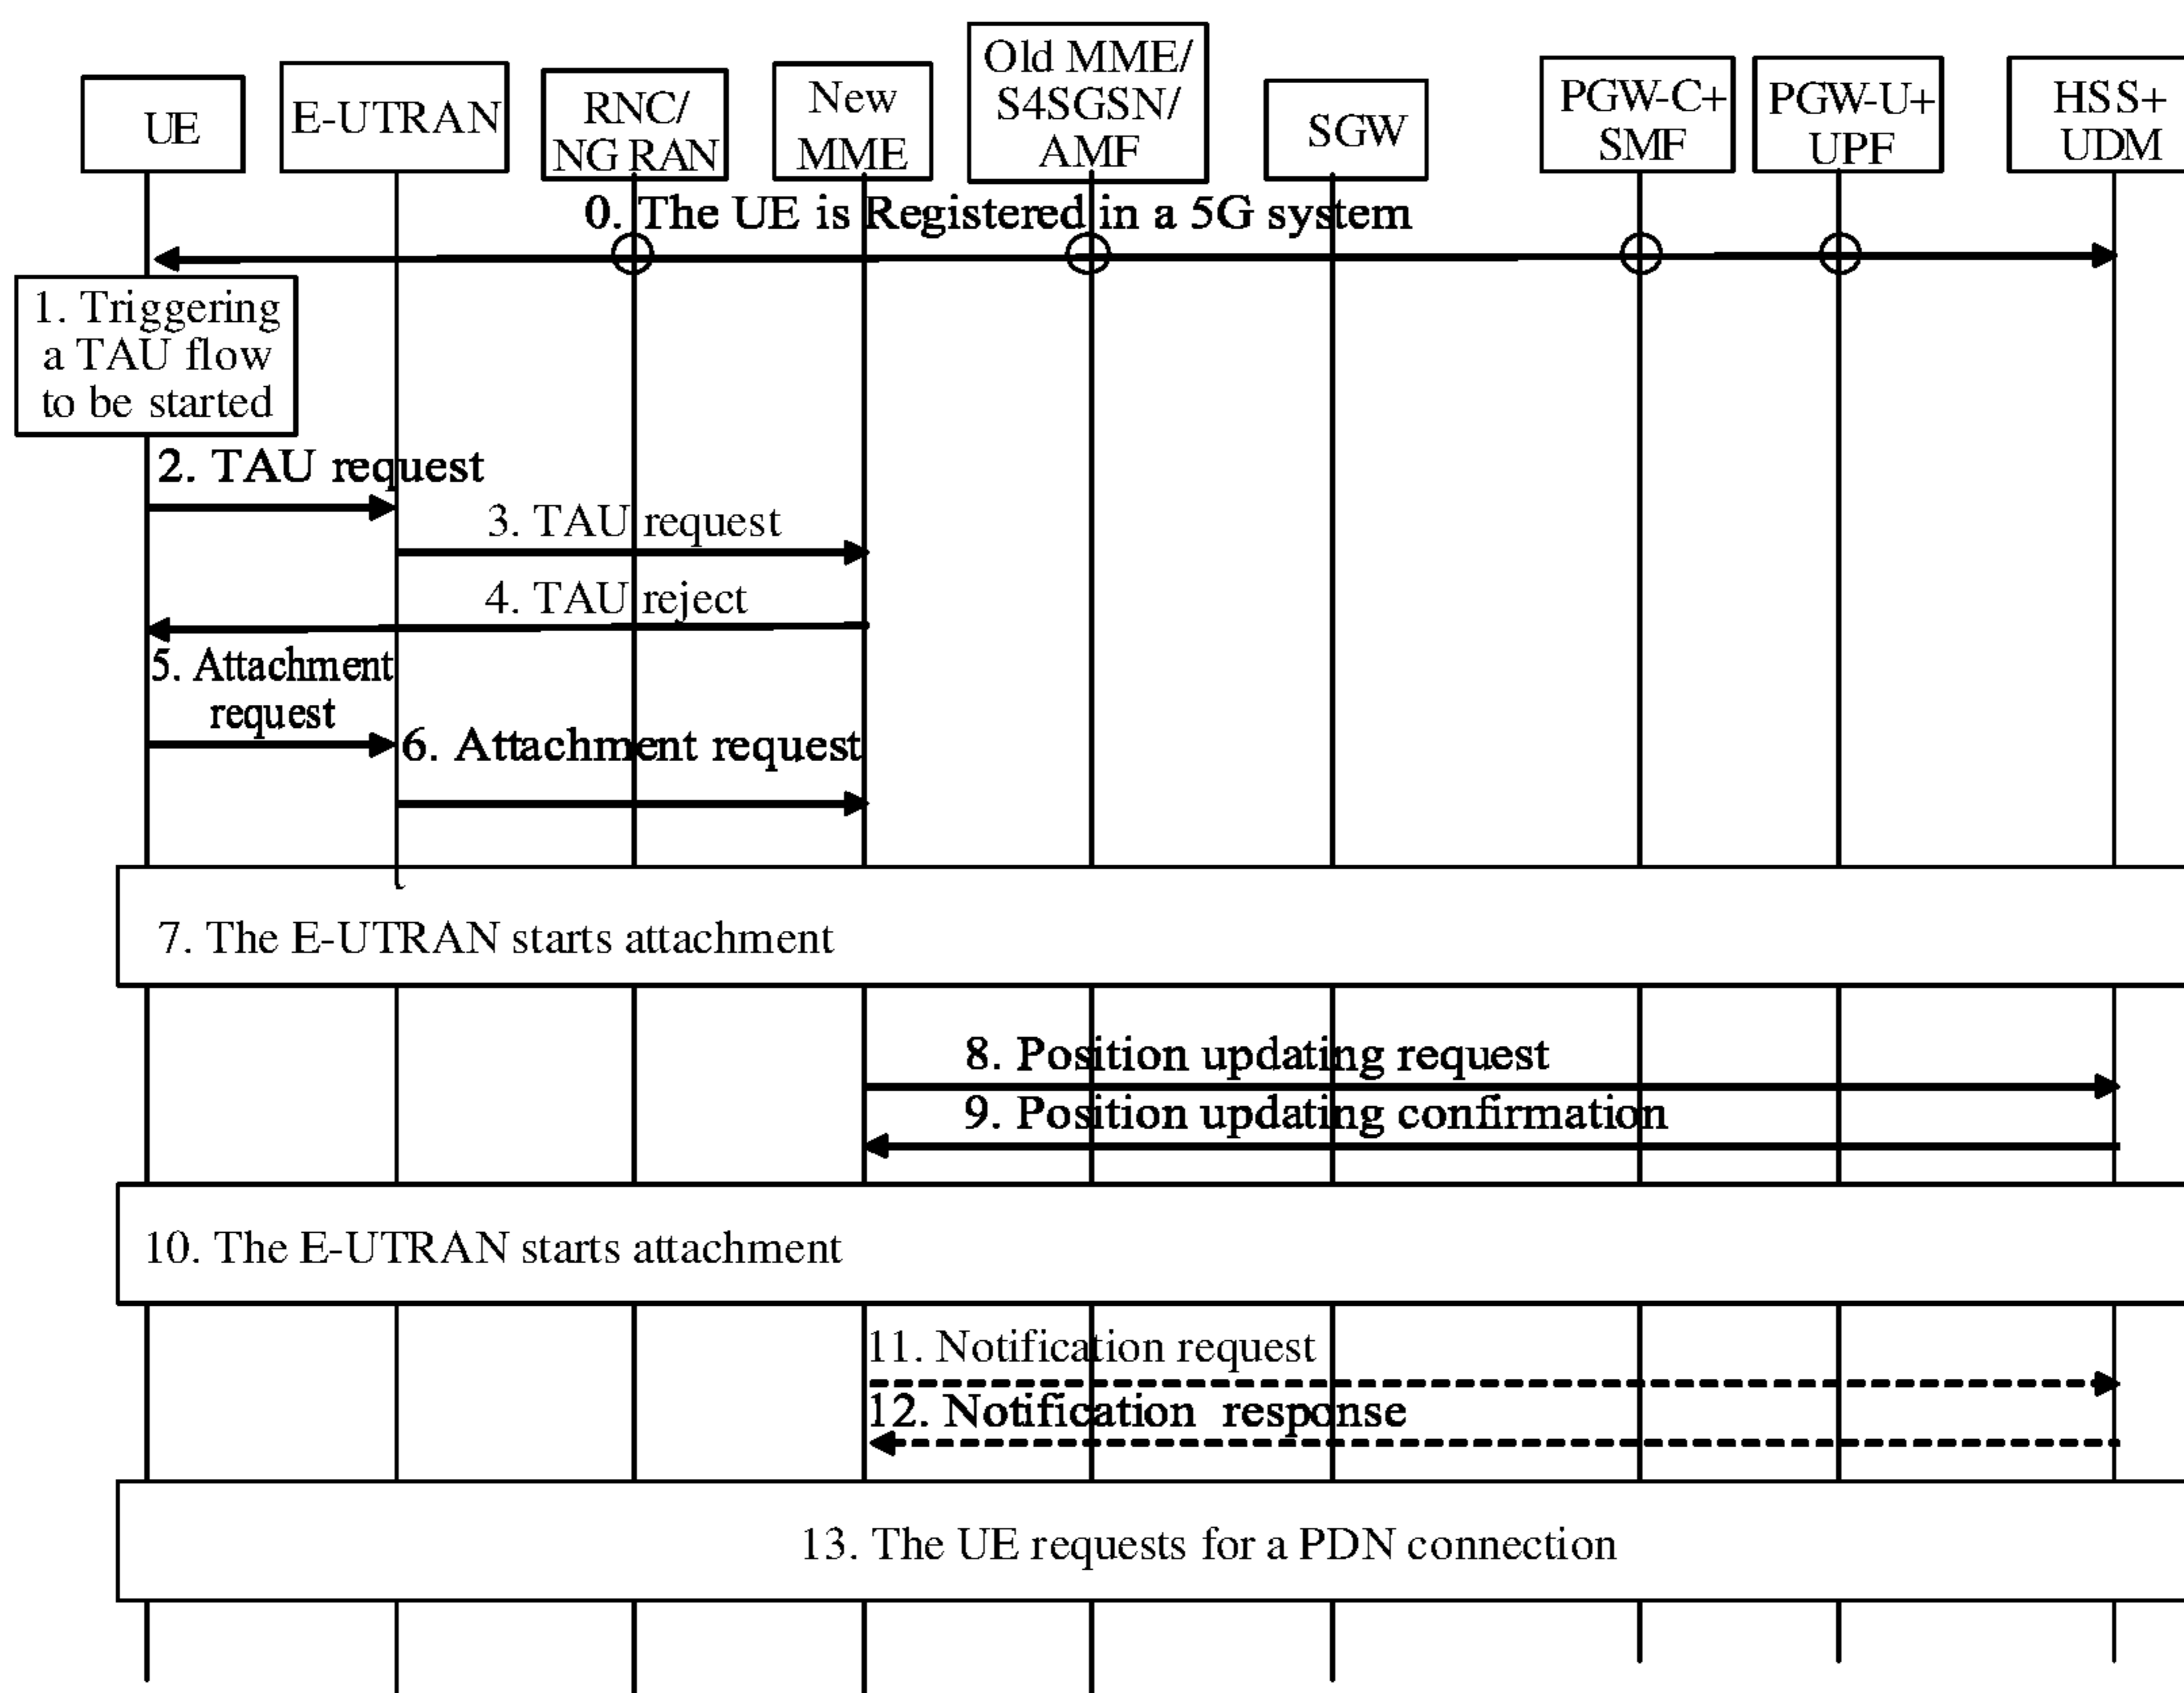 UE
E-UTRAN
RNC/
NG RAN
New
MME
Old MME/
S4SGSN/
AMF
SGW
PGW-C+
SMF
PGW-U+
UPF
HSS+
UDM
0. The UE is Registered in a 5G system
1. Triggering
a TAU flow
to be started
2. TAU request
3. TAU request
4. TAU reject
5. Attachment
request
6. Attachment request
7. The E-UTRAN starts attachment
8. Position updating request
9. Position updating confirmation
10. The E-UTRAN starts attachment
11. Notification request
12. Notification response
13. The UE requests for a PDN connection